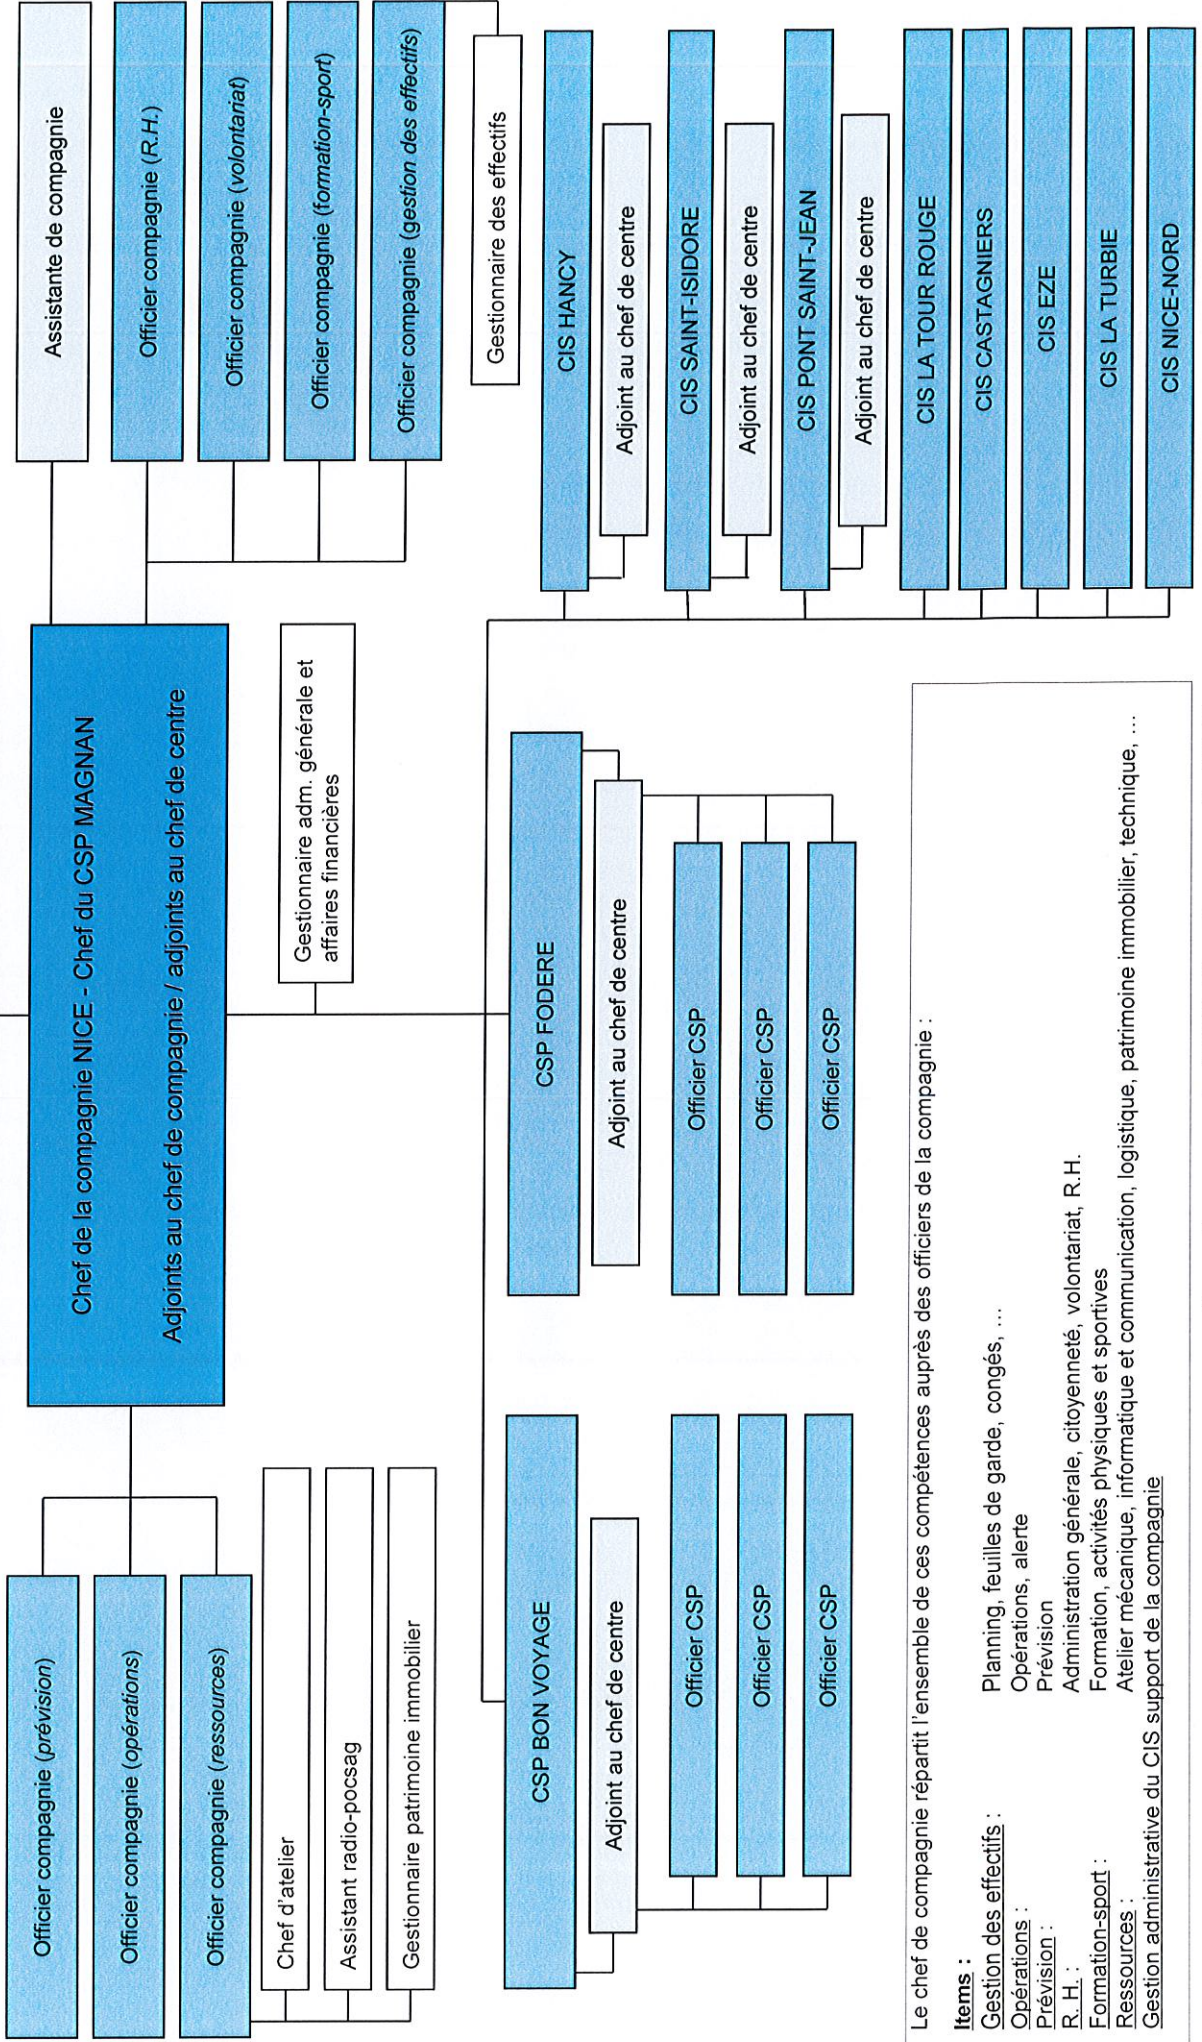 Chef de la compagnie NICE - Chef du CSP MAGNAN
Adjoints au chef de compagnie / adjoints au chef de centre
Officier compagnie (prévision)
Officier compagnie (opérations)
Officier compagnie (ressources)
Chef d'atelier
Assistant radio-pocsag
Gestionnaire patrimoine immobilier
Assistante de compagnie
Officier compagnie (R.H.)
Officier compagnie (volontariat)
Officier compagnie (formation-sport)
Officier compagnie (gestion des effectifs)
Gestionnaire des effectifs
Gestionnaire adm. générale et
affaires financières
CSP BON VOYAGE
Adjoint au chef de centre
Officier CSP
Officier CSP
Officier CSP
CSP FODERE
Adjoint au chef de centre
Officier CSP
Officier CSP
Officier CSP
CIS HANCY
Adjoint au chef de centre
CIS SAINT-ISIDORE
Adjoint au chef de centre
CIS PONT SAINT-JEAN
Adjoint au chef de centre
CIS LA TOUR ROUGE
CIS CASTAGNIERS
CIS EZE
CIS LA TURBIE
CIS NICE-NORD
Le chef de compagnie répartit l'ensemble de ces compétences auprès des officiers de la compagnie :
Items :
Gestion des effectifs : Planning, feuilles de garde, congés, …
Opérations : Opérations, alerte
Prévision : Prévision
R. H. : Administration générale, citoyenneté, volontariat, R.H.
Formation-sport : Formation, activités physiques et sportives
Ressources : Atelier mécanique, informatique et communication, logistique, patrimoine immobilier, technique, …
Gestion administrative du CIS support de la compagnie